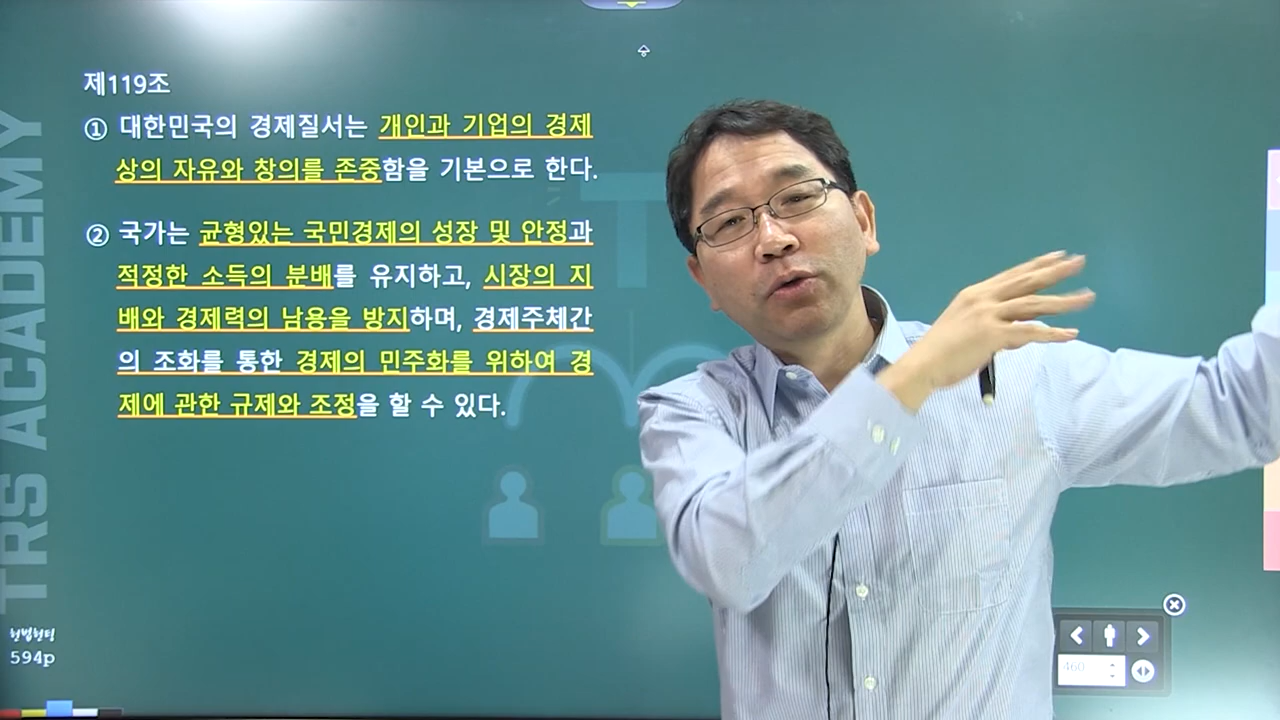 제119조
① 대한민국의 경제질서는 개인과 기업의 경제
상의 자유와 창의를 존중함을 기본으로 한다.
② 국가는 균형있는 국민경제의 성장 및 안정과
적정한 소득의 분배를 유지하고, 시장의 지
배와 경제력의 남용을 방지하며, 경제주체간
의 조화를 통한 경제의 민주화를 위하여 경
제에 관한 규제와 조정을 할 수 있다.
TRS ACADEMY
헌법헌팅
594p
460